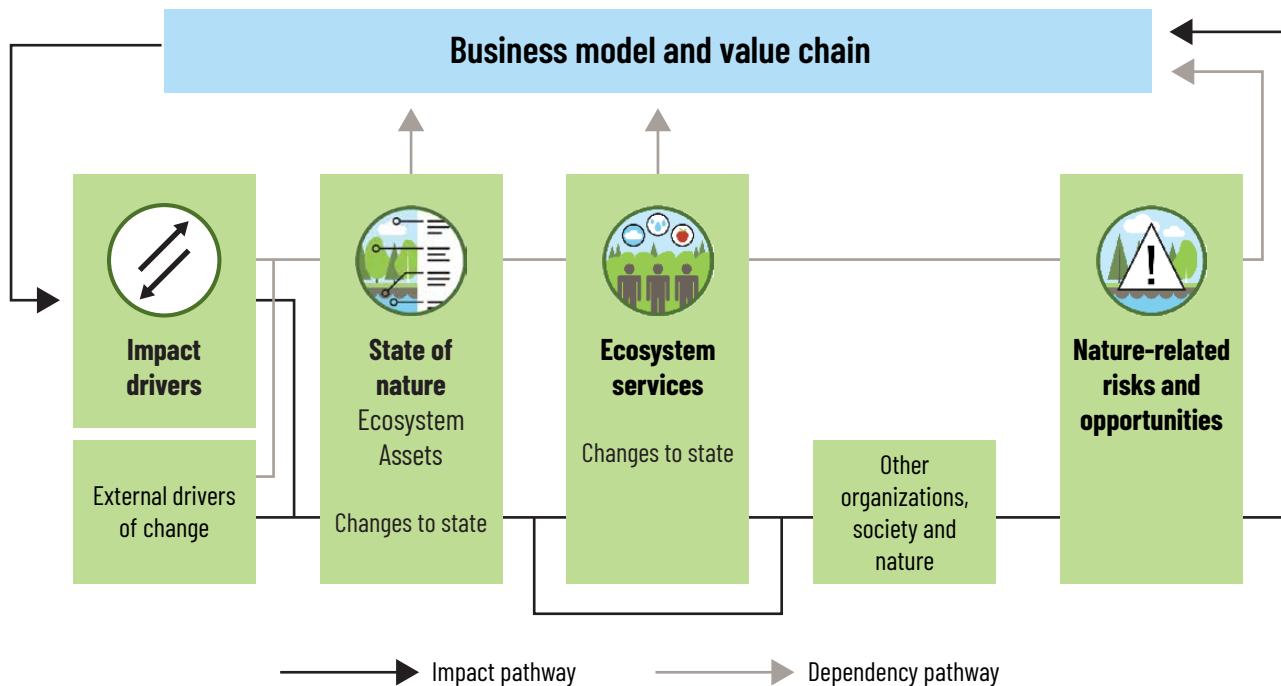 Business model and value chain
Impact
drivers
External drivers
of change
State of
nature
Ecosystem
Assets
Changes to state
Ecosystem
services
Changes to state
Other
organizations,
society and
nature
!
Nature-related
risks and
opportunities
Impact pathway
Dependency pathway